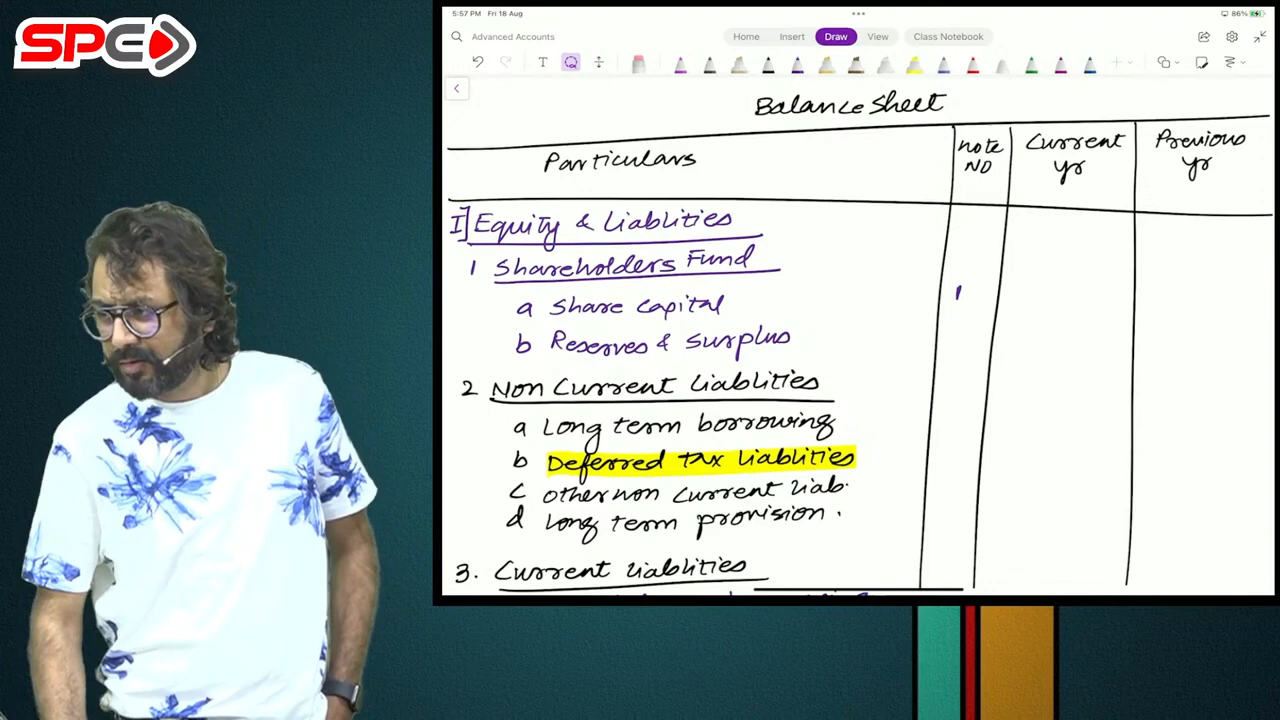 SPE
5:57 PM Fri 18 Aug
86%
Advanced Accounts
Home Insert Draw View Class Notebook
Balance Sheet
Particulars
note NO
Current yr
Previous yr
I] Equity & Liablities
1 Shareholders Fund
a Share Capital
1
b Reserves & Surplus
2 Non Current Liablities
a Long term borrowing
b Deferred tax Liablities
c other non Current Liab.
d Long term provision.
3. Current Liablities